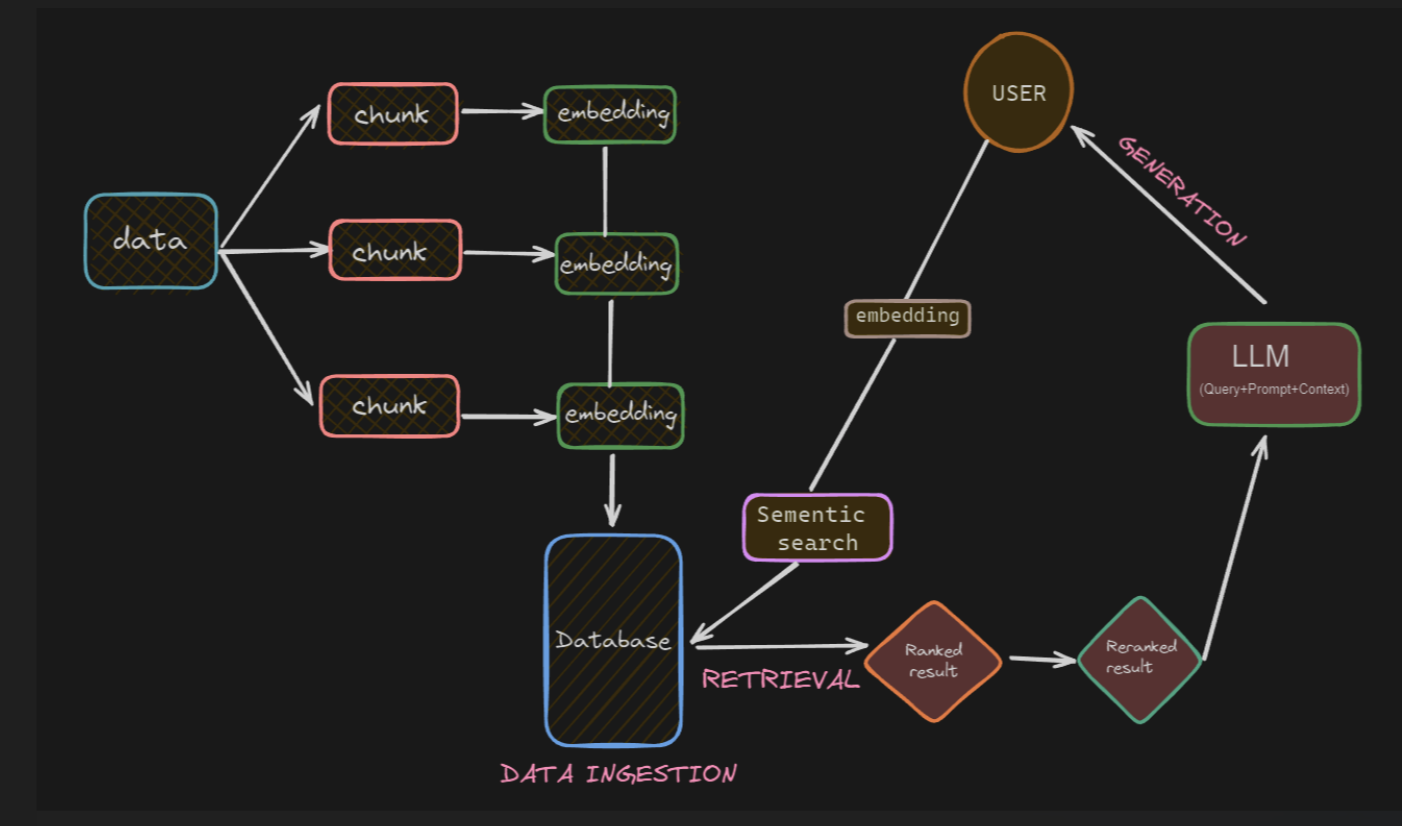 USER
chunk
embedding
GENERATION
data
chunk
embedding
embedding
LLM
(Query+Prompt+Context)
chunk
embedding
Sementic
search
Database
Ranked
result
Reranked
result
RETRIEVAL
DATA INGESTION